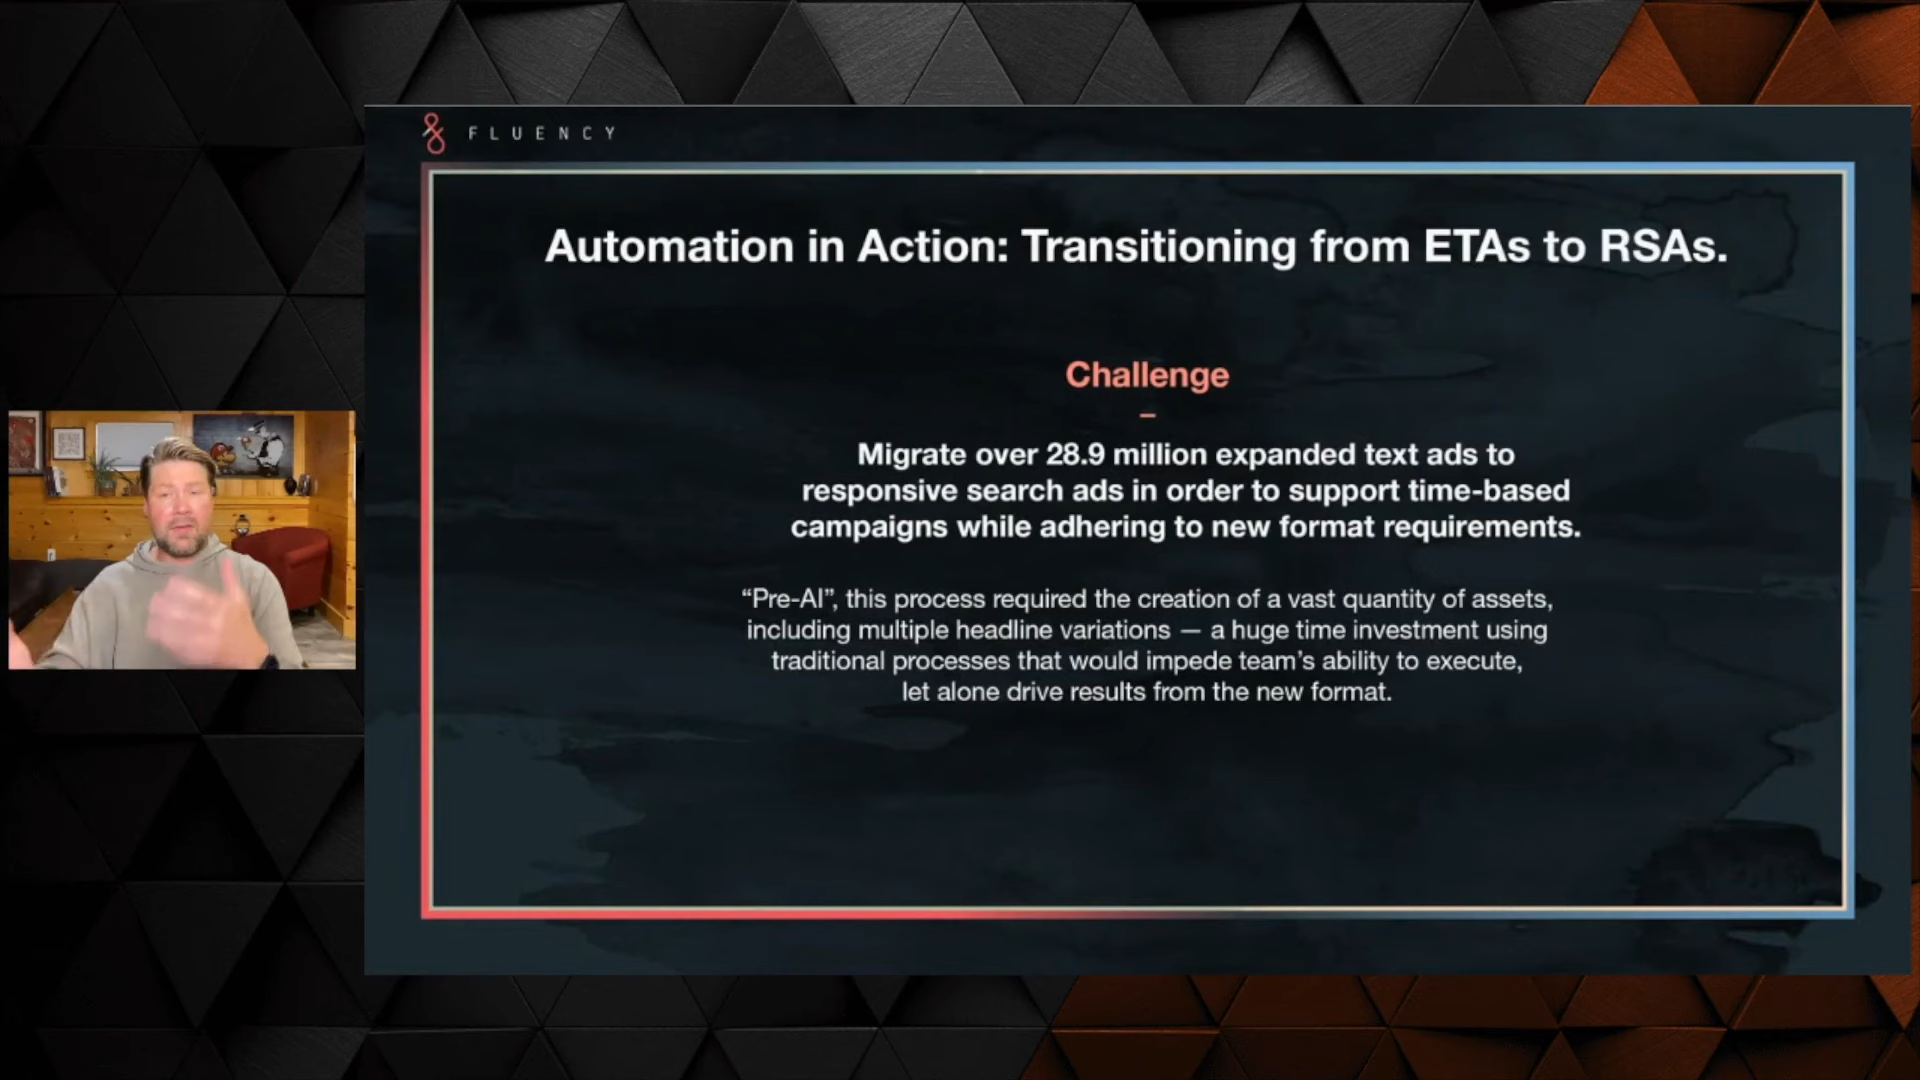 FLUENCY
Automation in Action: Transitioning from ETAs to RSAs.
Challenge
–
Migrate over 28.9 million expanded text ads to
responsive search ads in order to support time-based
campaigns while adhering to new format requirements.
“Pre-AI”, this process required the creation of a vast quantity of assets,
including multiple headline variations — a huge time investment using
traditional processes that would impede team’s ability to execute,
let alone drive results from the new format.